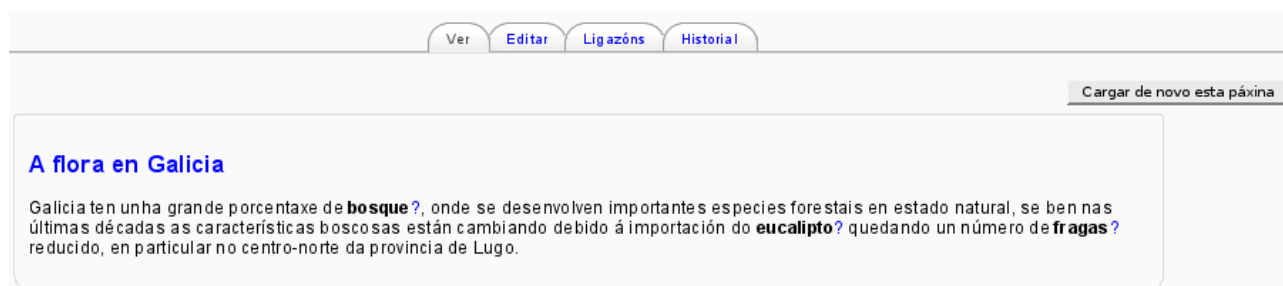 Ver Editar Ligazóns Historial
Cargar de novo esta páxina
A flora en Galicia
Galicia ten unha grande porcentaxe de bosque?, onde se desenvolven importantes especies forestais en estado natural, se ben nas
últimas décadas as características boscosas están cambiando debido á importación do eucalipto? quedando un número de fragas?
reducido, en particular no centro-norte da provincia de Lugo.